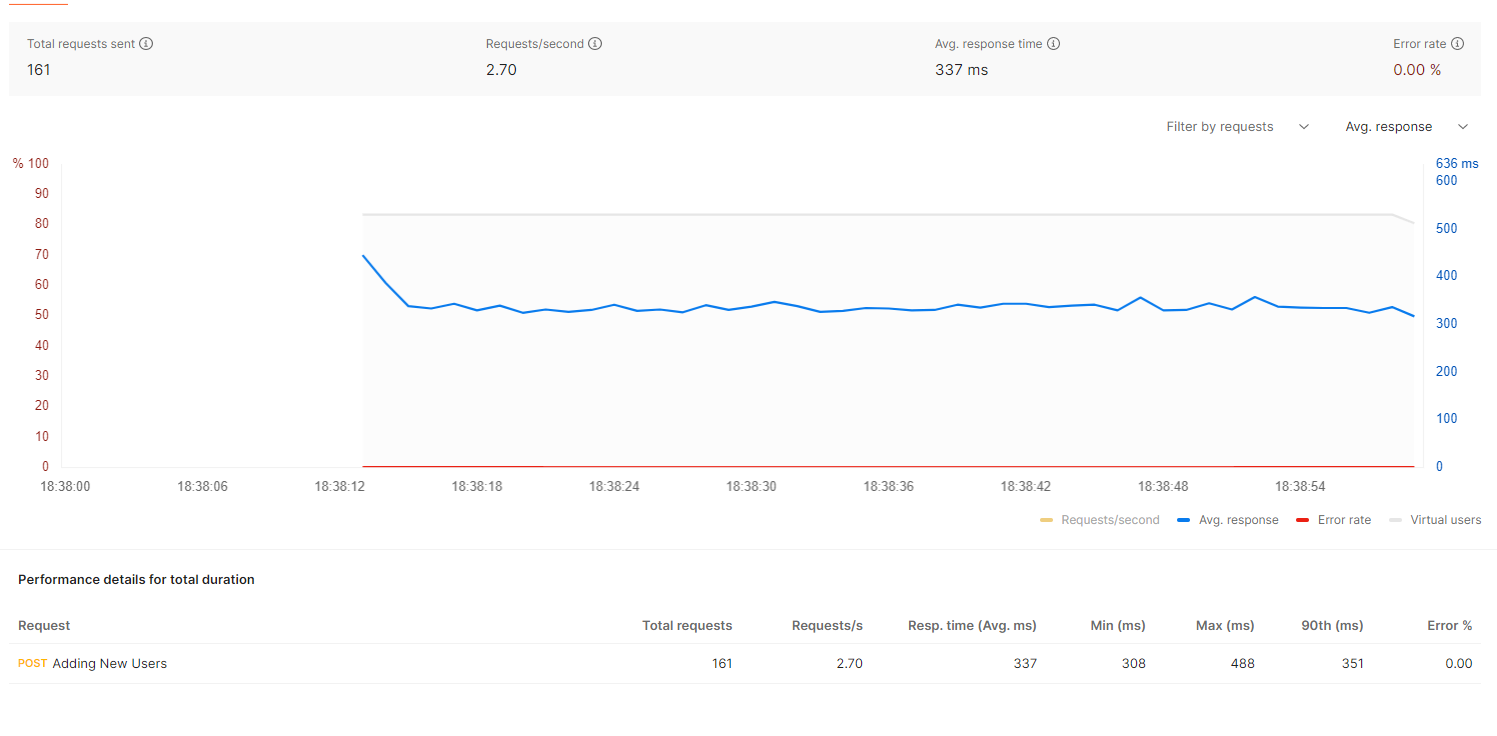 Total requests sent Requests/second Avg. response time Error rate
161 2.70 337 ms 0.00 %
Filter by requests Avg. response
% 100 636 ms
90 600
80 500
70 400
60 300
50 200
40 100
30 0
20
10
0
18:38:00 18:38:06 18:38:12 18:38:18 18:38:24 18:38:30 18:38:36 18:38:42 18:38:48 18:38:54
Requests/second Avg. response Error rate Virtual users
Performance details for total duration
Request Total requests Requests/s Resp. time (Avg. ms) Min (ms) Max (ms) 90th (ms) Error %
POST Adding New Users 161 2.70 337 308 488 351 0.00